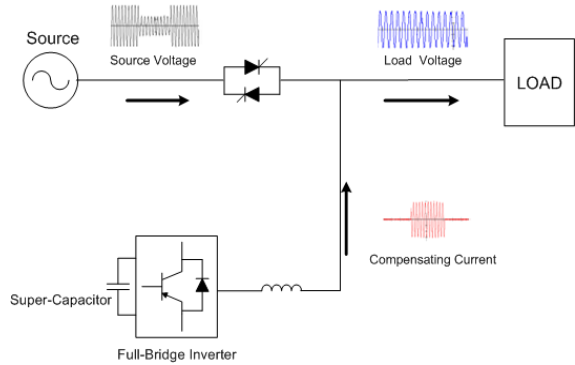 Source
Source Voltage
Load Voltage
LOAD
Compensating Current
Super-Capacitor
Full-Bridge Inverter